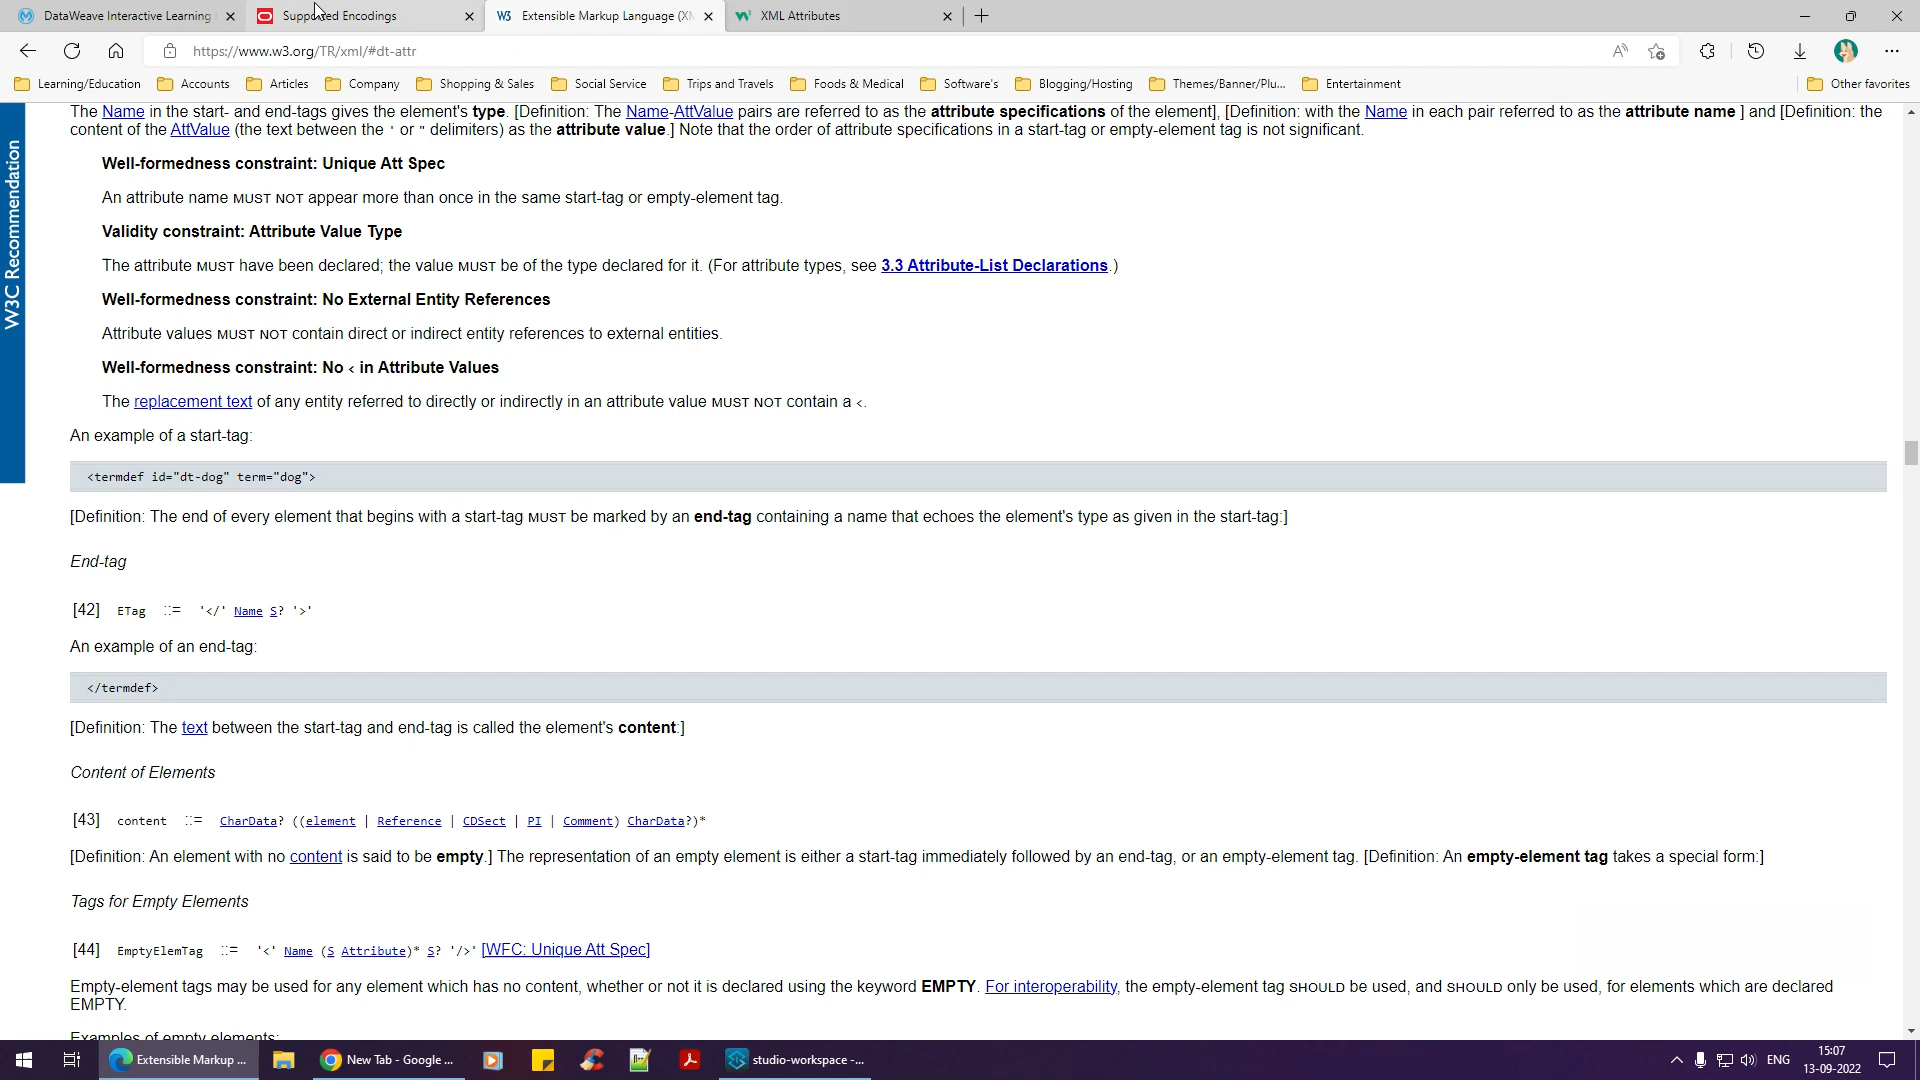 DataWeave Interactive Learning
Supported Encodings
Extensible Markup Language (XM
XML Attributes
https://www.w3.org/TR/xml/#dt-attr
Learning/Education
Accounts
Articles
Company
Shopping & Sales
Social Service
Trips and Travels
Foods & Medical
Software's
Blogging/Hosting
Themes/Banner/Plu...
Entertainment
Other favorites
W3C Recommendation
The Name in the start- and end-tags gives the element's type. [Definition: The Name-AttValue pairs are referred to as the attribute specifications of the element], [Definition: with the Name in each pair referred to as the attribute name ] and [Definition: the
content of the AttValue (the text between the ' or " delimiters) as the attribute value.] Note that the order of attribute specifications in a start-tag or empty-element tag is not significant.
Well-formedness constraint: Unique Att Spec
An attribute name MUST NOT appear more than once in the same start-tag or empty-element tag.
Validity constraint: Attribute Value Type
The attribute MUST have been declared; the value MUST be of the type declared for it. (For attribute types, see 3.3 Attribute-List Declarations.)
Well-formedness constraint: No External Entity References
Attribute values MUST NOT contain direct or indirect entity references to external entities.
Well-formedness constraint: No < in Attribute Values
The replacement text of any entity referred to directly or indirectly in an attribute value MUST NOT contain a <.
An example of a start-tag:
<termdef id="dt-dog" term="dog">
[Definition: The end of every element that begins with a start-tag MUST be marked by an end-tag containing a name that echoes the element's type as given in the start-tag:]
End-tag
[42] ETag ::= '</' Name S? '>'
An example of an end-tag:
</termdef>
[Definition: The text between the start-tag and end-tag is called the element's content:]
Content of Elements
[43] content ::= CharData? ((element | Reference | CDSect | PI | Comment) CharData?)*
[Definition: An element with no content is said to be empty.] The representation of an empty element is either a start-tag immediately followed by an end-tag, or an empty-element tag. [Definition: An empty-element tag takes a special form:]
Tags for Empty Elements
[44] EmptyElemTag ::= '<' Name (S Attribute)* S? '/>' [WFC: Unique Att Spec]
Empty-element tags may be used for any element which has no content, whether or not it is declared using the keyword EMPTY. For interoperability, the empty-element tag SHOULD be used, and SHOULD only be used, for elements which are declared
EMPTY.
Examples of empty elements:
Extensible Markup ...
New Tab - Google ...
studio-workspace -...
ENG
15:07
13-09-2022